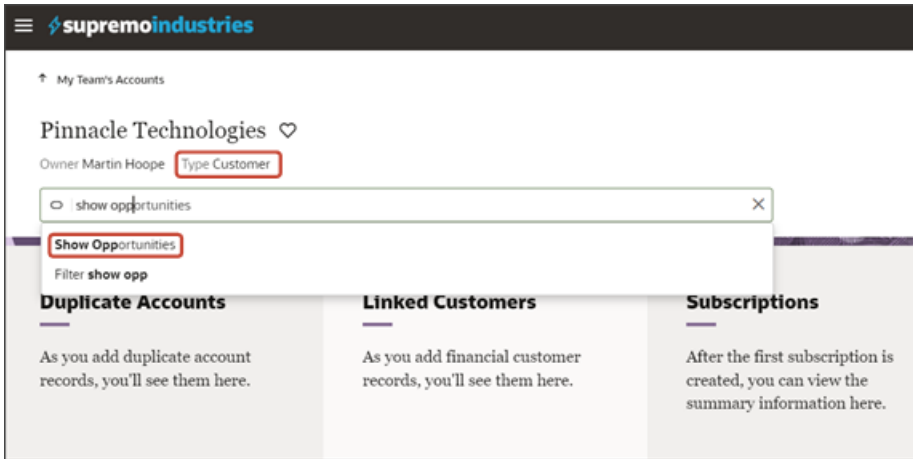 supremoindustries
My Team's Accounts
Pinnacle Technologies
Owner Martin Hoope Type Customer
show opportunities
Show Opportunities
Filter show opp
Duplicate Accounts
As you add duplicate account
records, you'll see them here.
Linked Customers
As you add financial customer
records, you'll see them here.
Subscriptions
After the first subscription is
created, you can view the
summary information here.